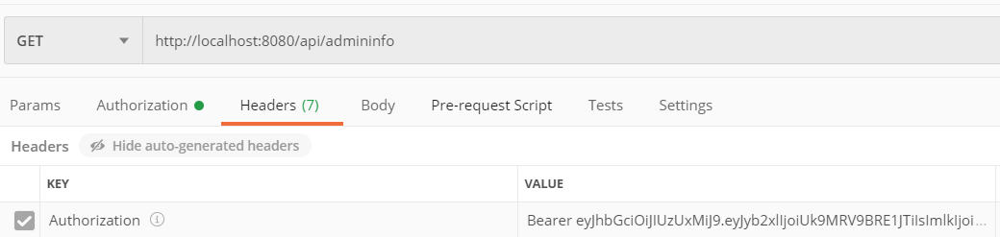 GET http://localhost:8080/api/admininfo
Params Authorization Headers (7) Body Pre-request Script Tests Settings
Headers Hide auto-generated headers
KEY VALUE
Authorization Bearer eyJhbGciOiJIUzUxMiJ9.eyJyb2xlIjoiUk9MRV9BRE1JTiIsImlkIjoi...